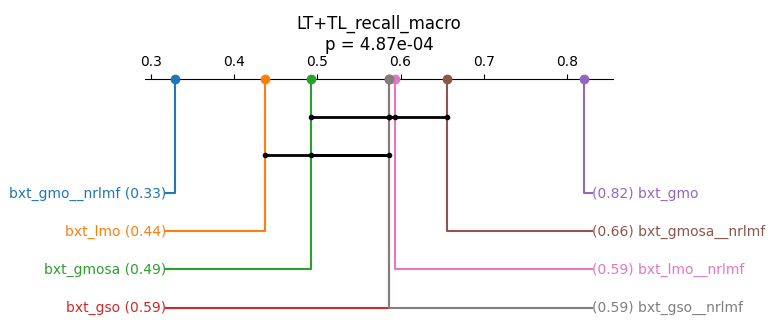 LT+TL_recall_macro
p = 4.87e-04
0.3 0.4 0.5 0.6 0.7 0.8
bxt_gmo__nrlmf (0.33) (0.82) bxt_gmo
bxt_lmo (0.44) (0.66) bxt_gmosa__nrlmf
bxt_gmosa (0.49) (0.59) bxt_lmo__nrlmf
bxt_gso (0.59) (0.59) bxt_gso__nrlmf